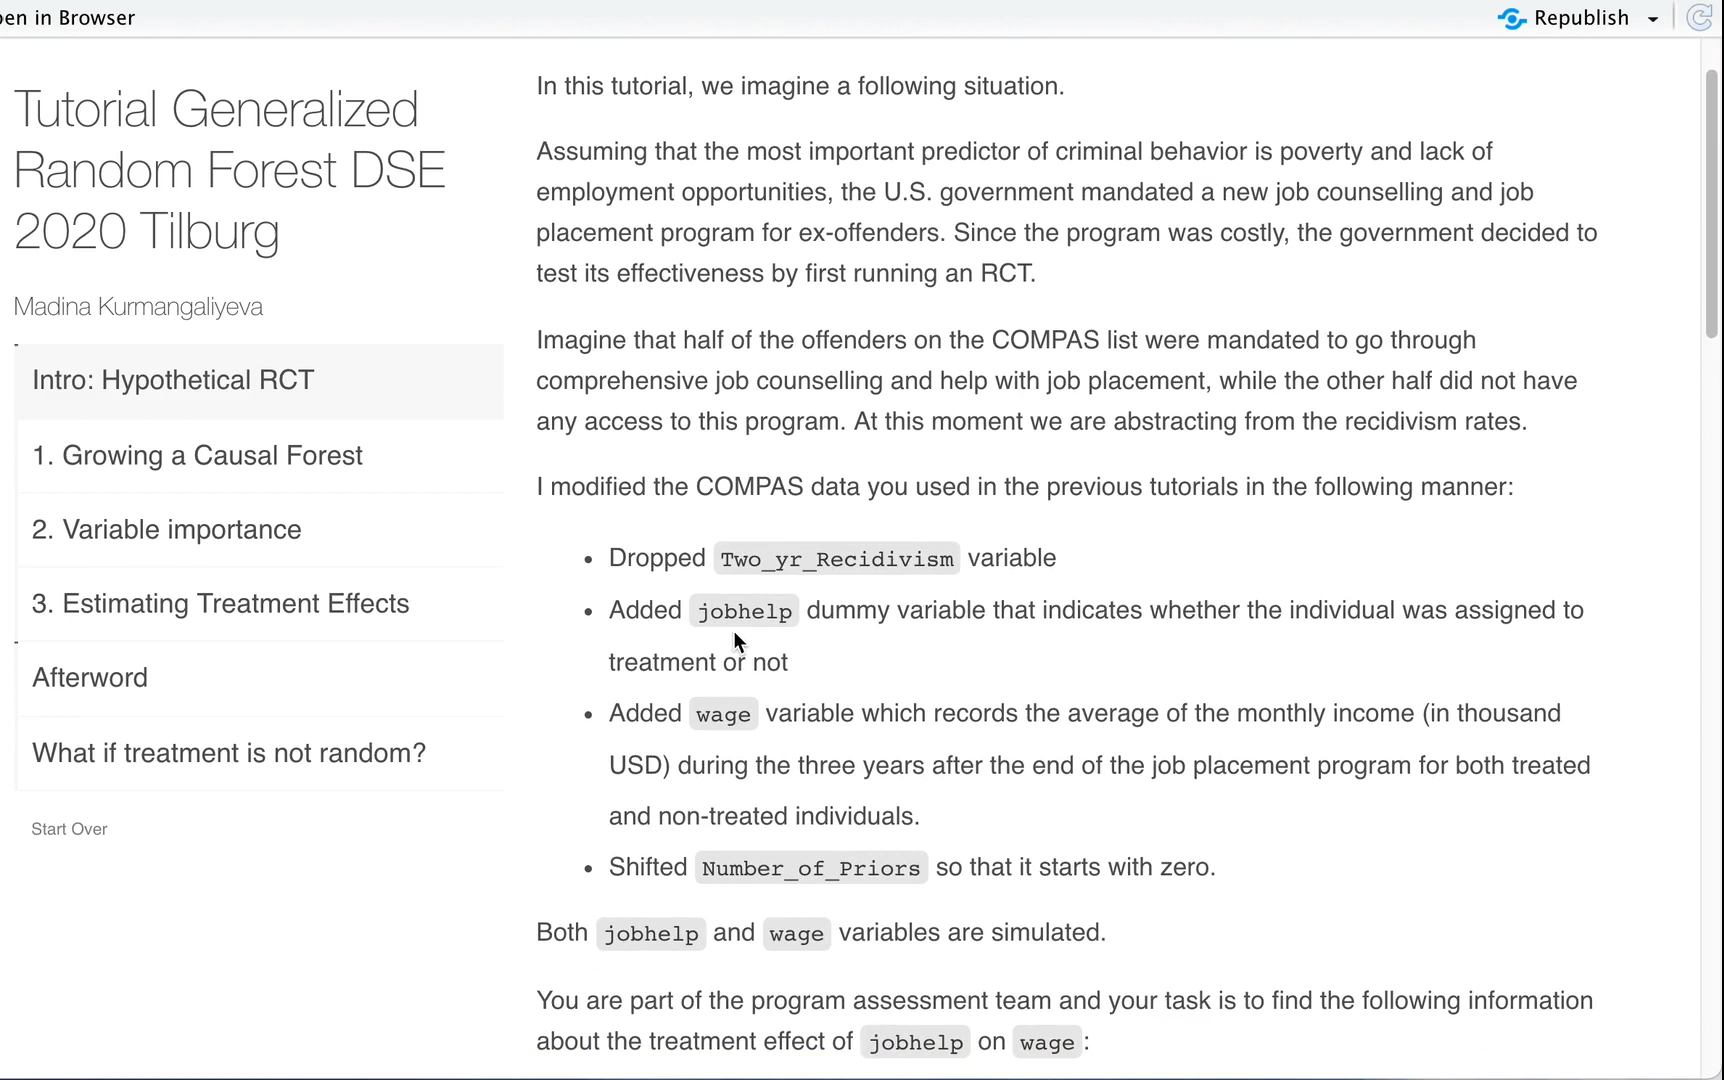 en in Browser
Republish
Tutorial Generalized
Random Forest DSE
2020 Tilburg
Madina Kurmangaliyeva
Intro: Hypothetical RCT
1. Growing a Causal Forest
2. Variable importance
3. Estimating Treatment Effects
Afterword
What if treatment is not random?
Start Over
In this tutorial, we imagine a following situation.
Assuming that the most important predictor of criminal behavior is poverty and lack of
employment opportunities, the U.S. government mandated a new job counselling and job
placement program for ex-offenders. Since the program was costly, the government decided to
test its effectiveness by first running an RCT.
Imagine that half of the offenders on the COMPAS list were mandated to go through
comprehensive job counselling and help with job placement, while the other half did not have
any access to this program. At this moment we are abstracting from the recidivism rates.
I modified the COMPAS data you used in the previous tutorials in the following manner:
• Dropped Two_yr_Recidivism variable
• Added jobhelp dummy variable that indicates whether the individual was assigned to
treatment or not
• Added wage variable which records the average of the monthly income (in thousand
USD) during the three years after the end of the job placement program for both treated
and non-treated individuals.
• Shifted Number_of_Priors so that it starts with zero.
Both jobhelp and wage variables are simulated.
You are part of the program assessment team and your task is to find the following information
about the treatment effect of jobhelp on wage: